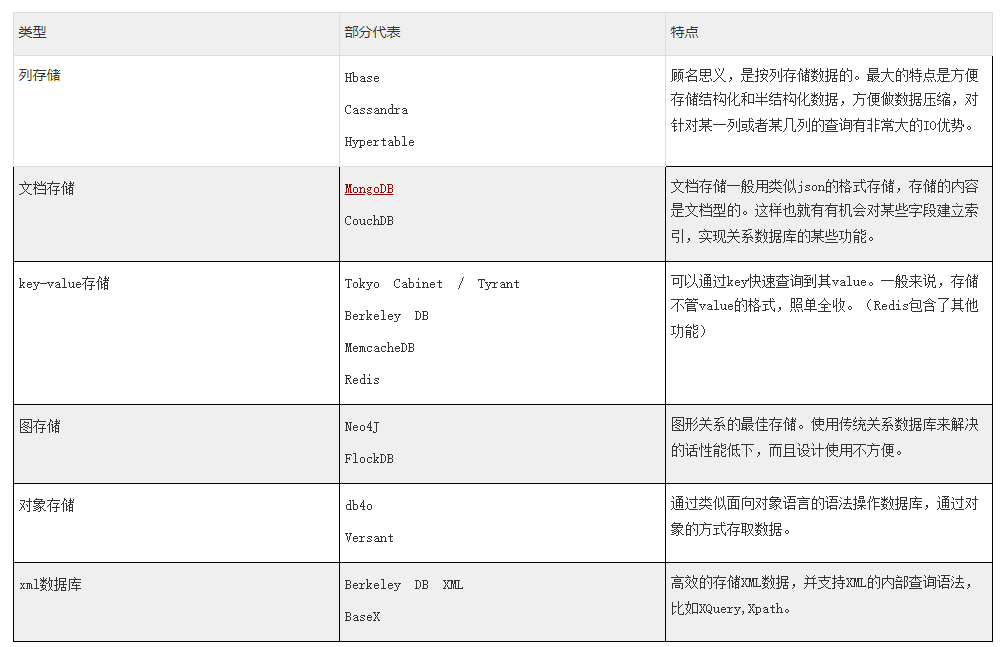 类型
部分代表
特点
列存储
Hbase
Cassandra
Hypertable
顾名思义，是按列存储数据的。最大的特点是方便
存储结构化和半结构化数据，方便做数据压缩，对
针对某一列或者某几列的查询有非常大的IO优势。
文档存储
MongoDB
CouchDB
文档存储一般用类似json的格式存储，存储的内容
是文档型的。这样也就有有机会对某些字段建立索
引，实现关系数据库的某些功能。
key-value存储
Tokyo Cabinet / Tyrant
Berkeley DB
MemcacheDB
Redis
可以通过key快速查询到其value。一般来说，存储
不管value的格式，照单全收。（Redis包含了其他
功能）
图存储
Neo4J
FlockDB
图形关系的最佳存储。使用传统关系数据库来解决
的话性能低下，而且设计使用不方便。
对象存储
db4o
Versant
通过类似面向对象语言的语法操作数据库，通过对
象的方式存取数据。
xml数据库
Berkeley DB XML
BaseX
高效的存储XML数据，并支持XML的内部查询语法，
比如XQuery,Xpath。